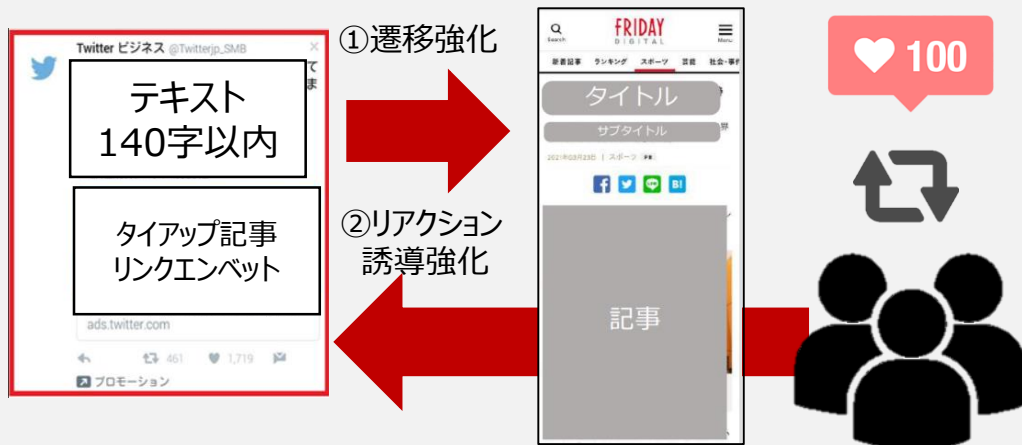 Twitter ビジネス @Twitterjp_SMB
×
て
ま
テキスト
140字以内
タイアップ記事
リンクエンベット
ads.twitter.com
461
1,719
プロモーション
①遷移強化
②リアクション
誘導強化
Search
FRIDAY
DIGITAL
Menu
新着記事 ランキング スポーツ 芸能 社会・事件
タイトル
サブタイトル
界
2021年03月23日 | スポーツ PR
f
LINE
B!
記事
100